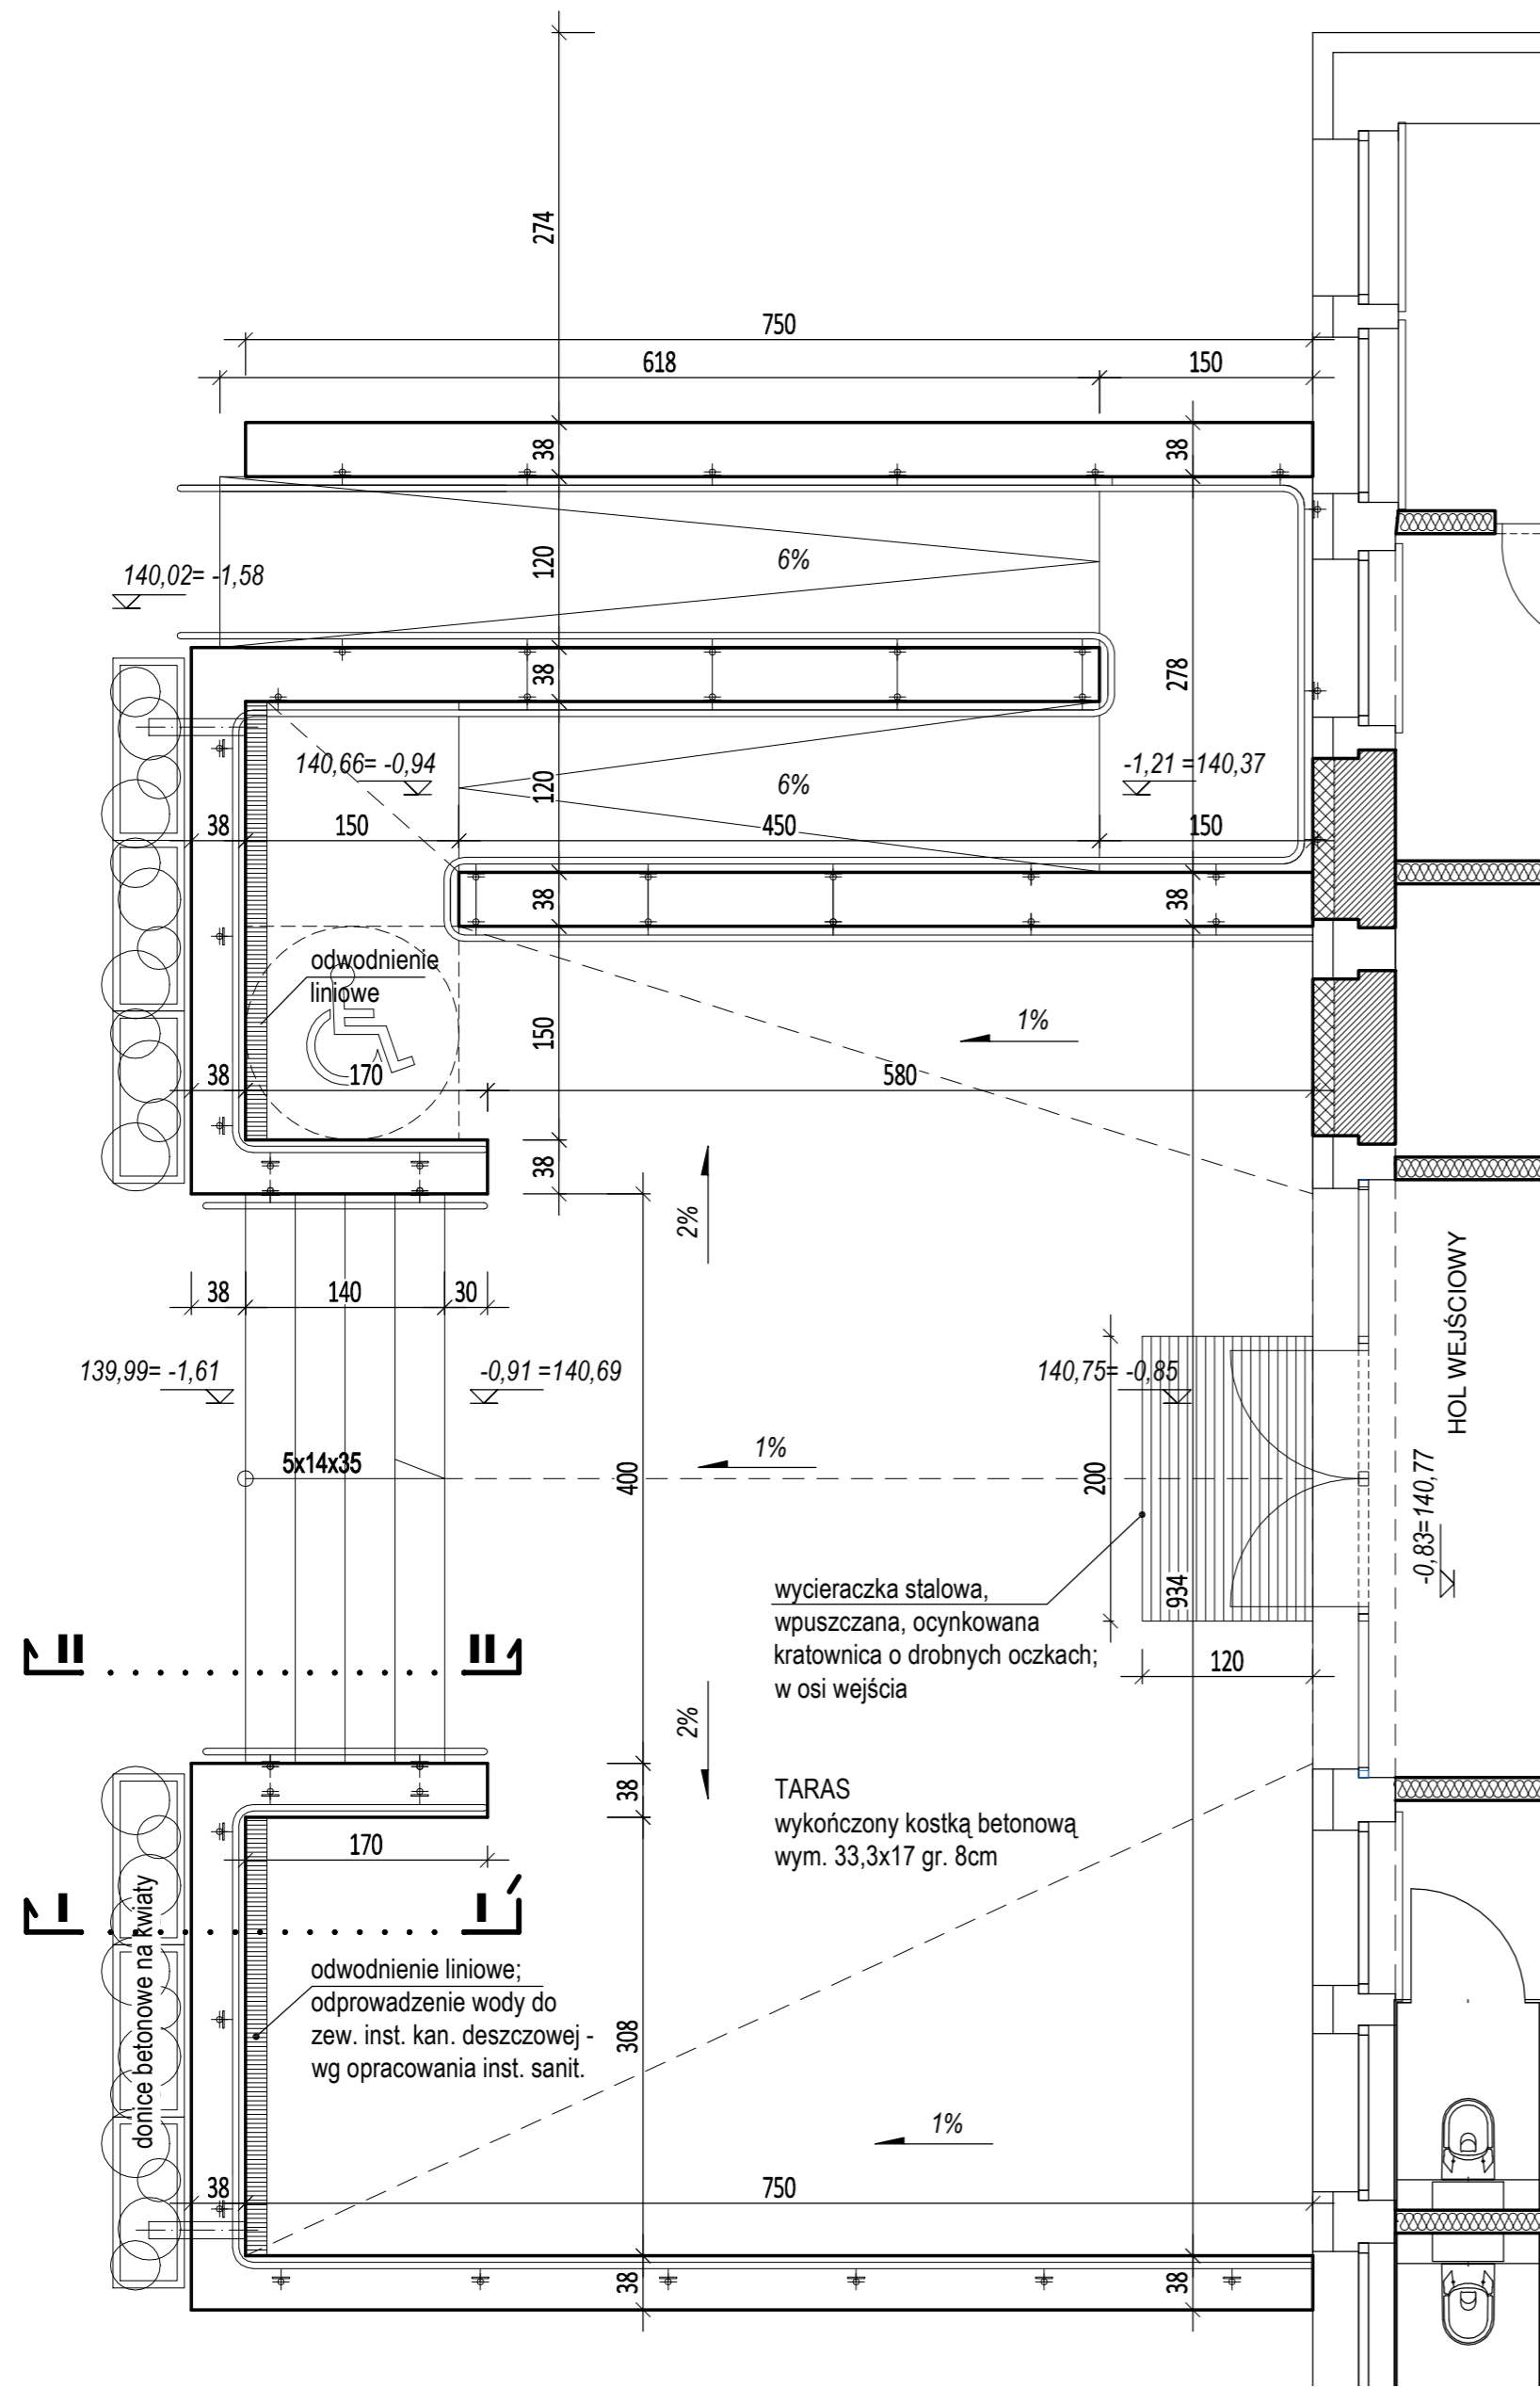 274
750
618
150
38
38
120
6%
140,02= -1,58
38
278
140,66= -0,94
-1,21 =140,37
120
6%
38
150
450
150
38
38
odwodnienie
liniowe
150
1%
38
170
580
38
2%
38
140
30
HOL WEJŚCIOWY
139,99= -1,61
-0,91 =140,69
140,75= -0,85
5x14x35
1%
400
200
-0,83=140,77
934
wycieraczka stalowa,
wpuszczana, ocynkowana
kratownica o drobnych oczkach;
w osi wejścia
II
II
120
2%
38
TARAS
wykończony kostką betonową
wym. 33,3x17 gr. 8cm
170
I
I
donice betonowe na kwiaty
odwodnienie liniowe;
odprowadzenie wody do
zew. inst. kan. deszczowej -
wg opracowania inst. sanit.
308
1%
38
750
38
38